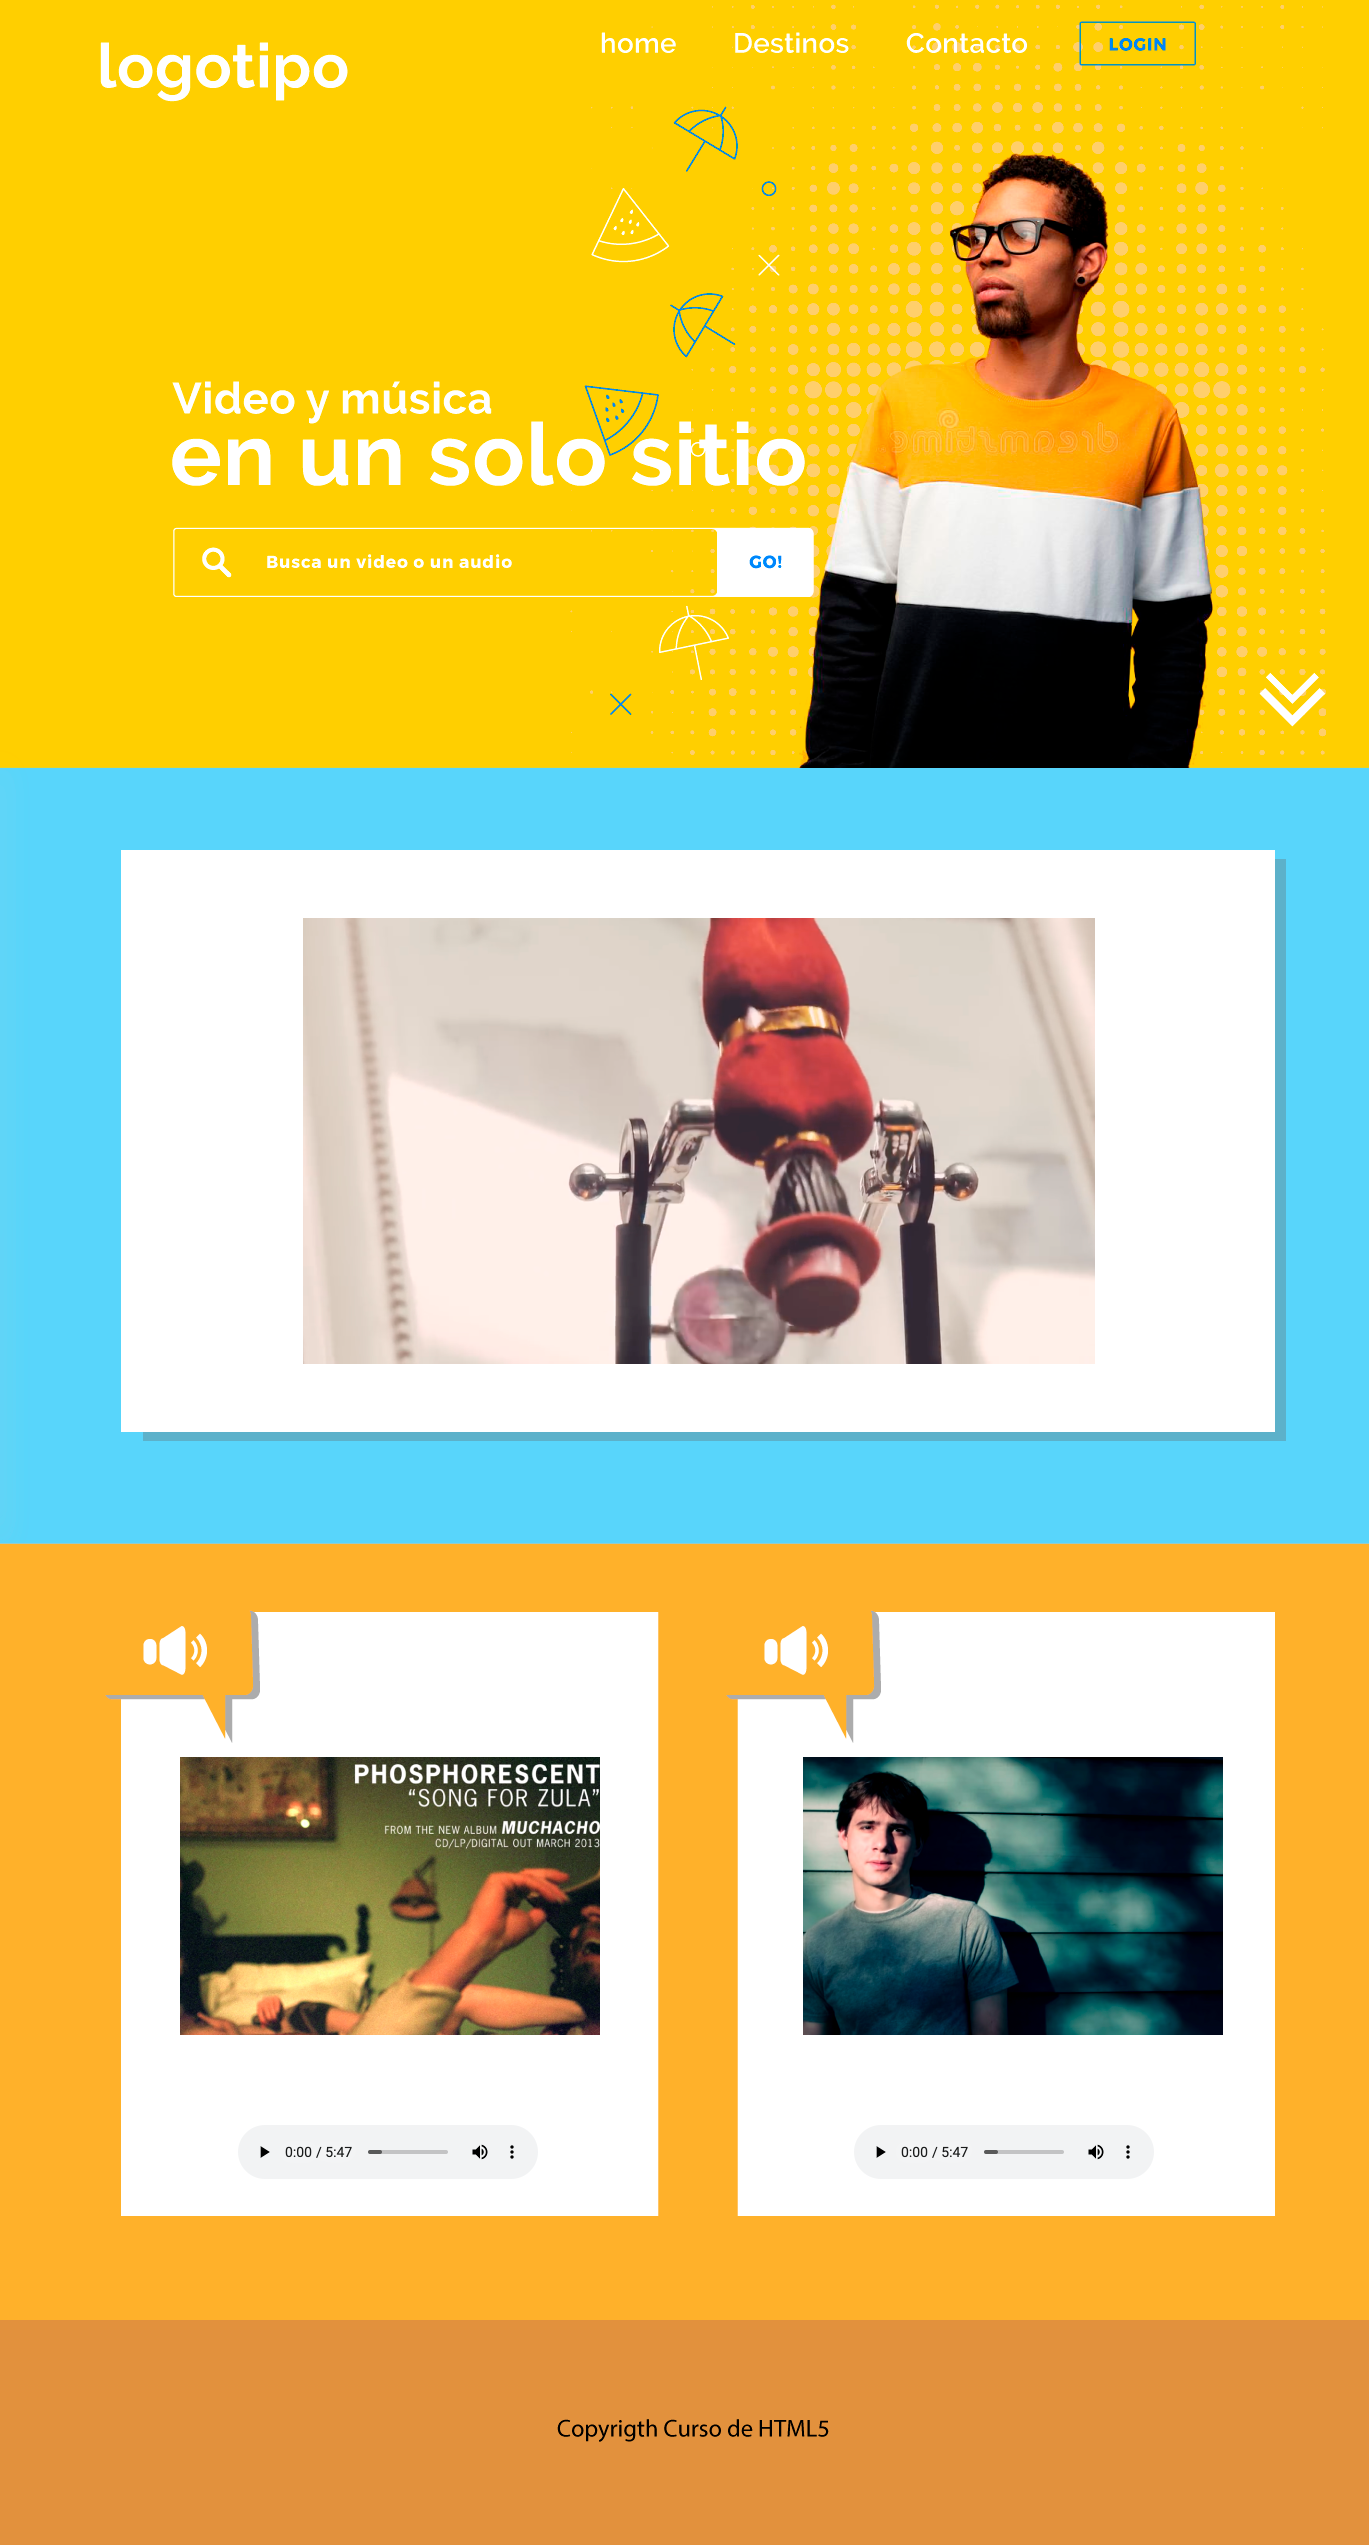 logotipo
home
Destinos
Contacto
LOGIN
Video y música
en un solo sitio
Busca un video o un audio
GO!
dreamstime
PHOSPHORESCENT
“SONG FOR ZULA”
FROM THE NEW ALBUM MUCHACHO
CD/LP/DIGITAL OUT MARCH 2013
0:00 / 5:47
0:00 / 5:47
Copyrigth Curso de HTML5